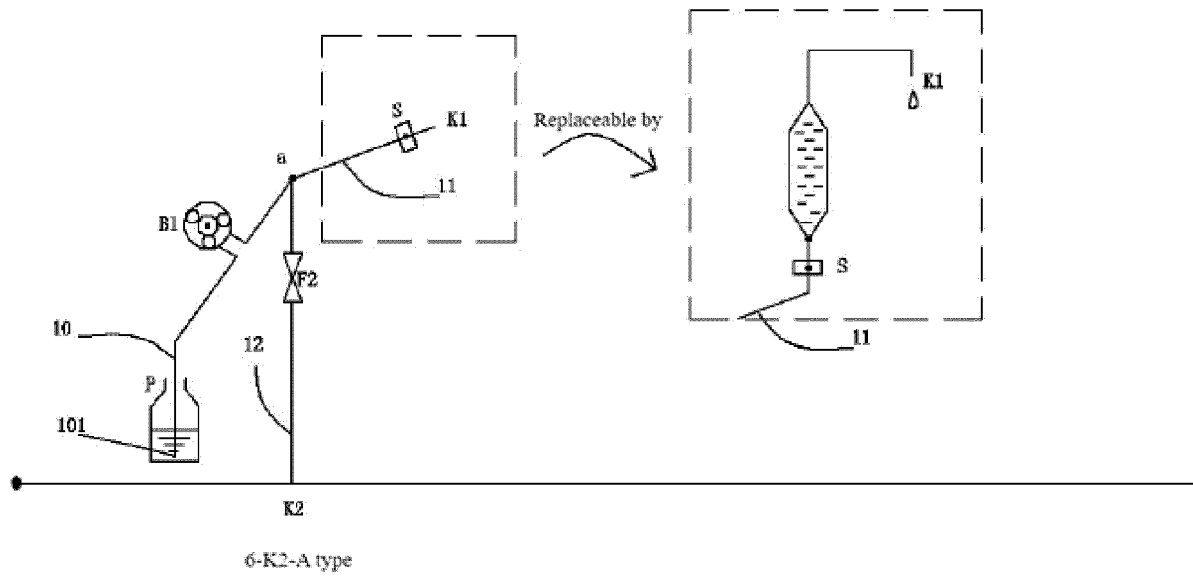 S
K1
a
11
B1
F2
10
12
P
101
K2
6-K2-A type
Replaceable by
K1
S
11